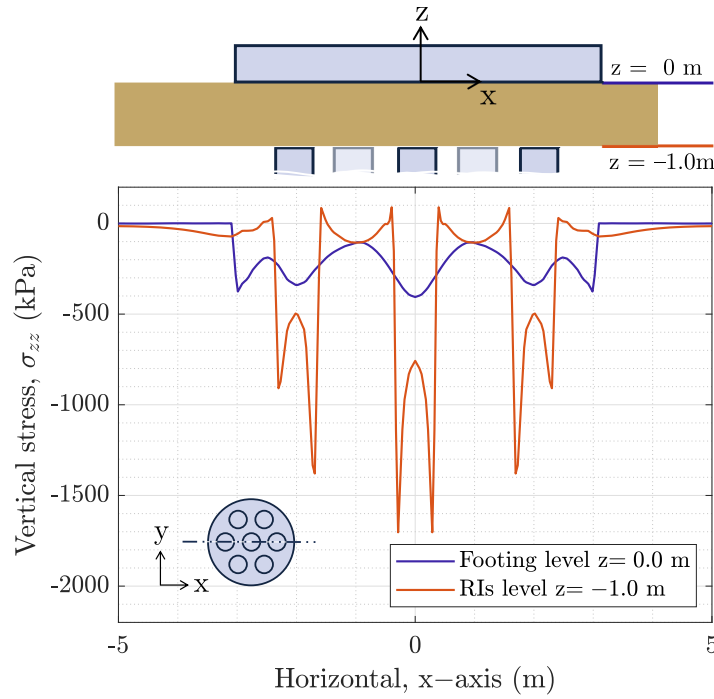 z
z = 0 m
x
z = −1.0m
0
-500
-1000
-1500
-2000
Vertical stress, σzz (kPa)
y
x
Footing level z= 0.0 m
RIs level z= −1.0 m
-5
0
5
Horizontal, x−axis (m)